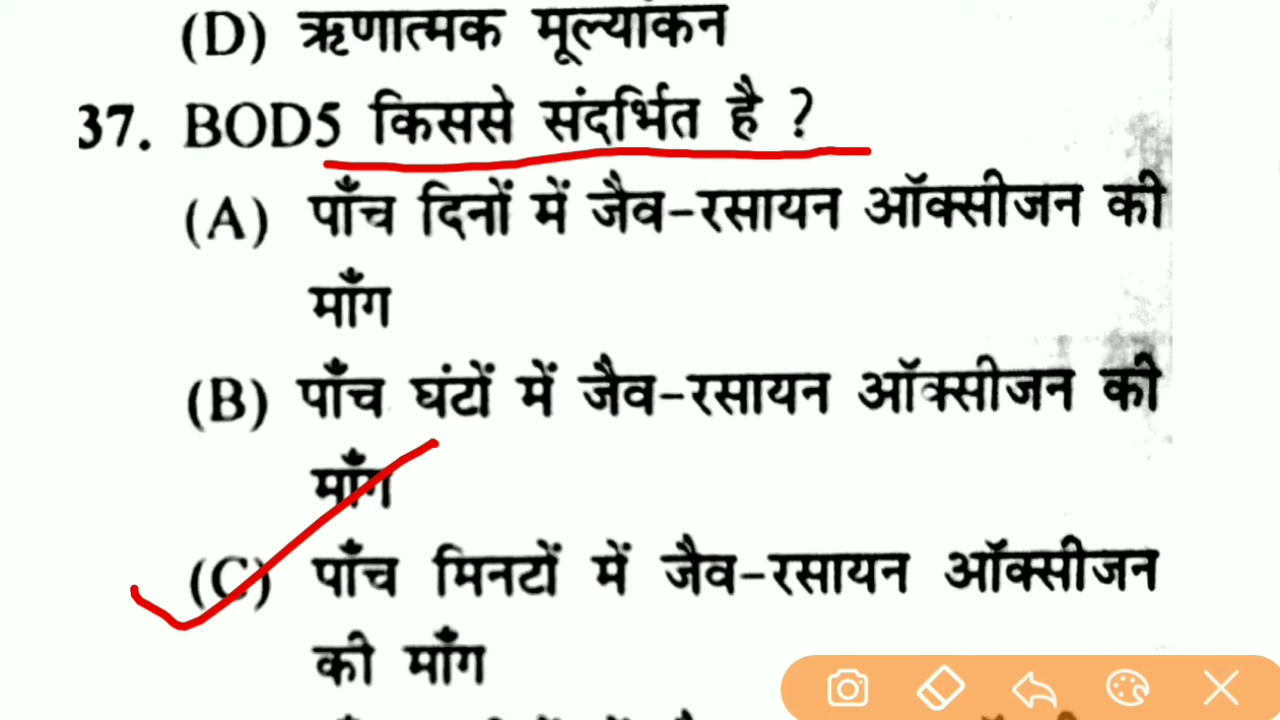 (D) ऋणात्मक मूल्यांकन
37. BOD5 किससे संदर्भित है ?
(A) पाँच दिनों में जैव-रसायन ऑक्सीजन की
माँग
(B) पाँच घंटों में जैव-रसायन ऑक्सीजन की
माँग
(C) पाँच मिनटों में जैव-रसायन ऑक्सीजन
की माँग